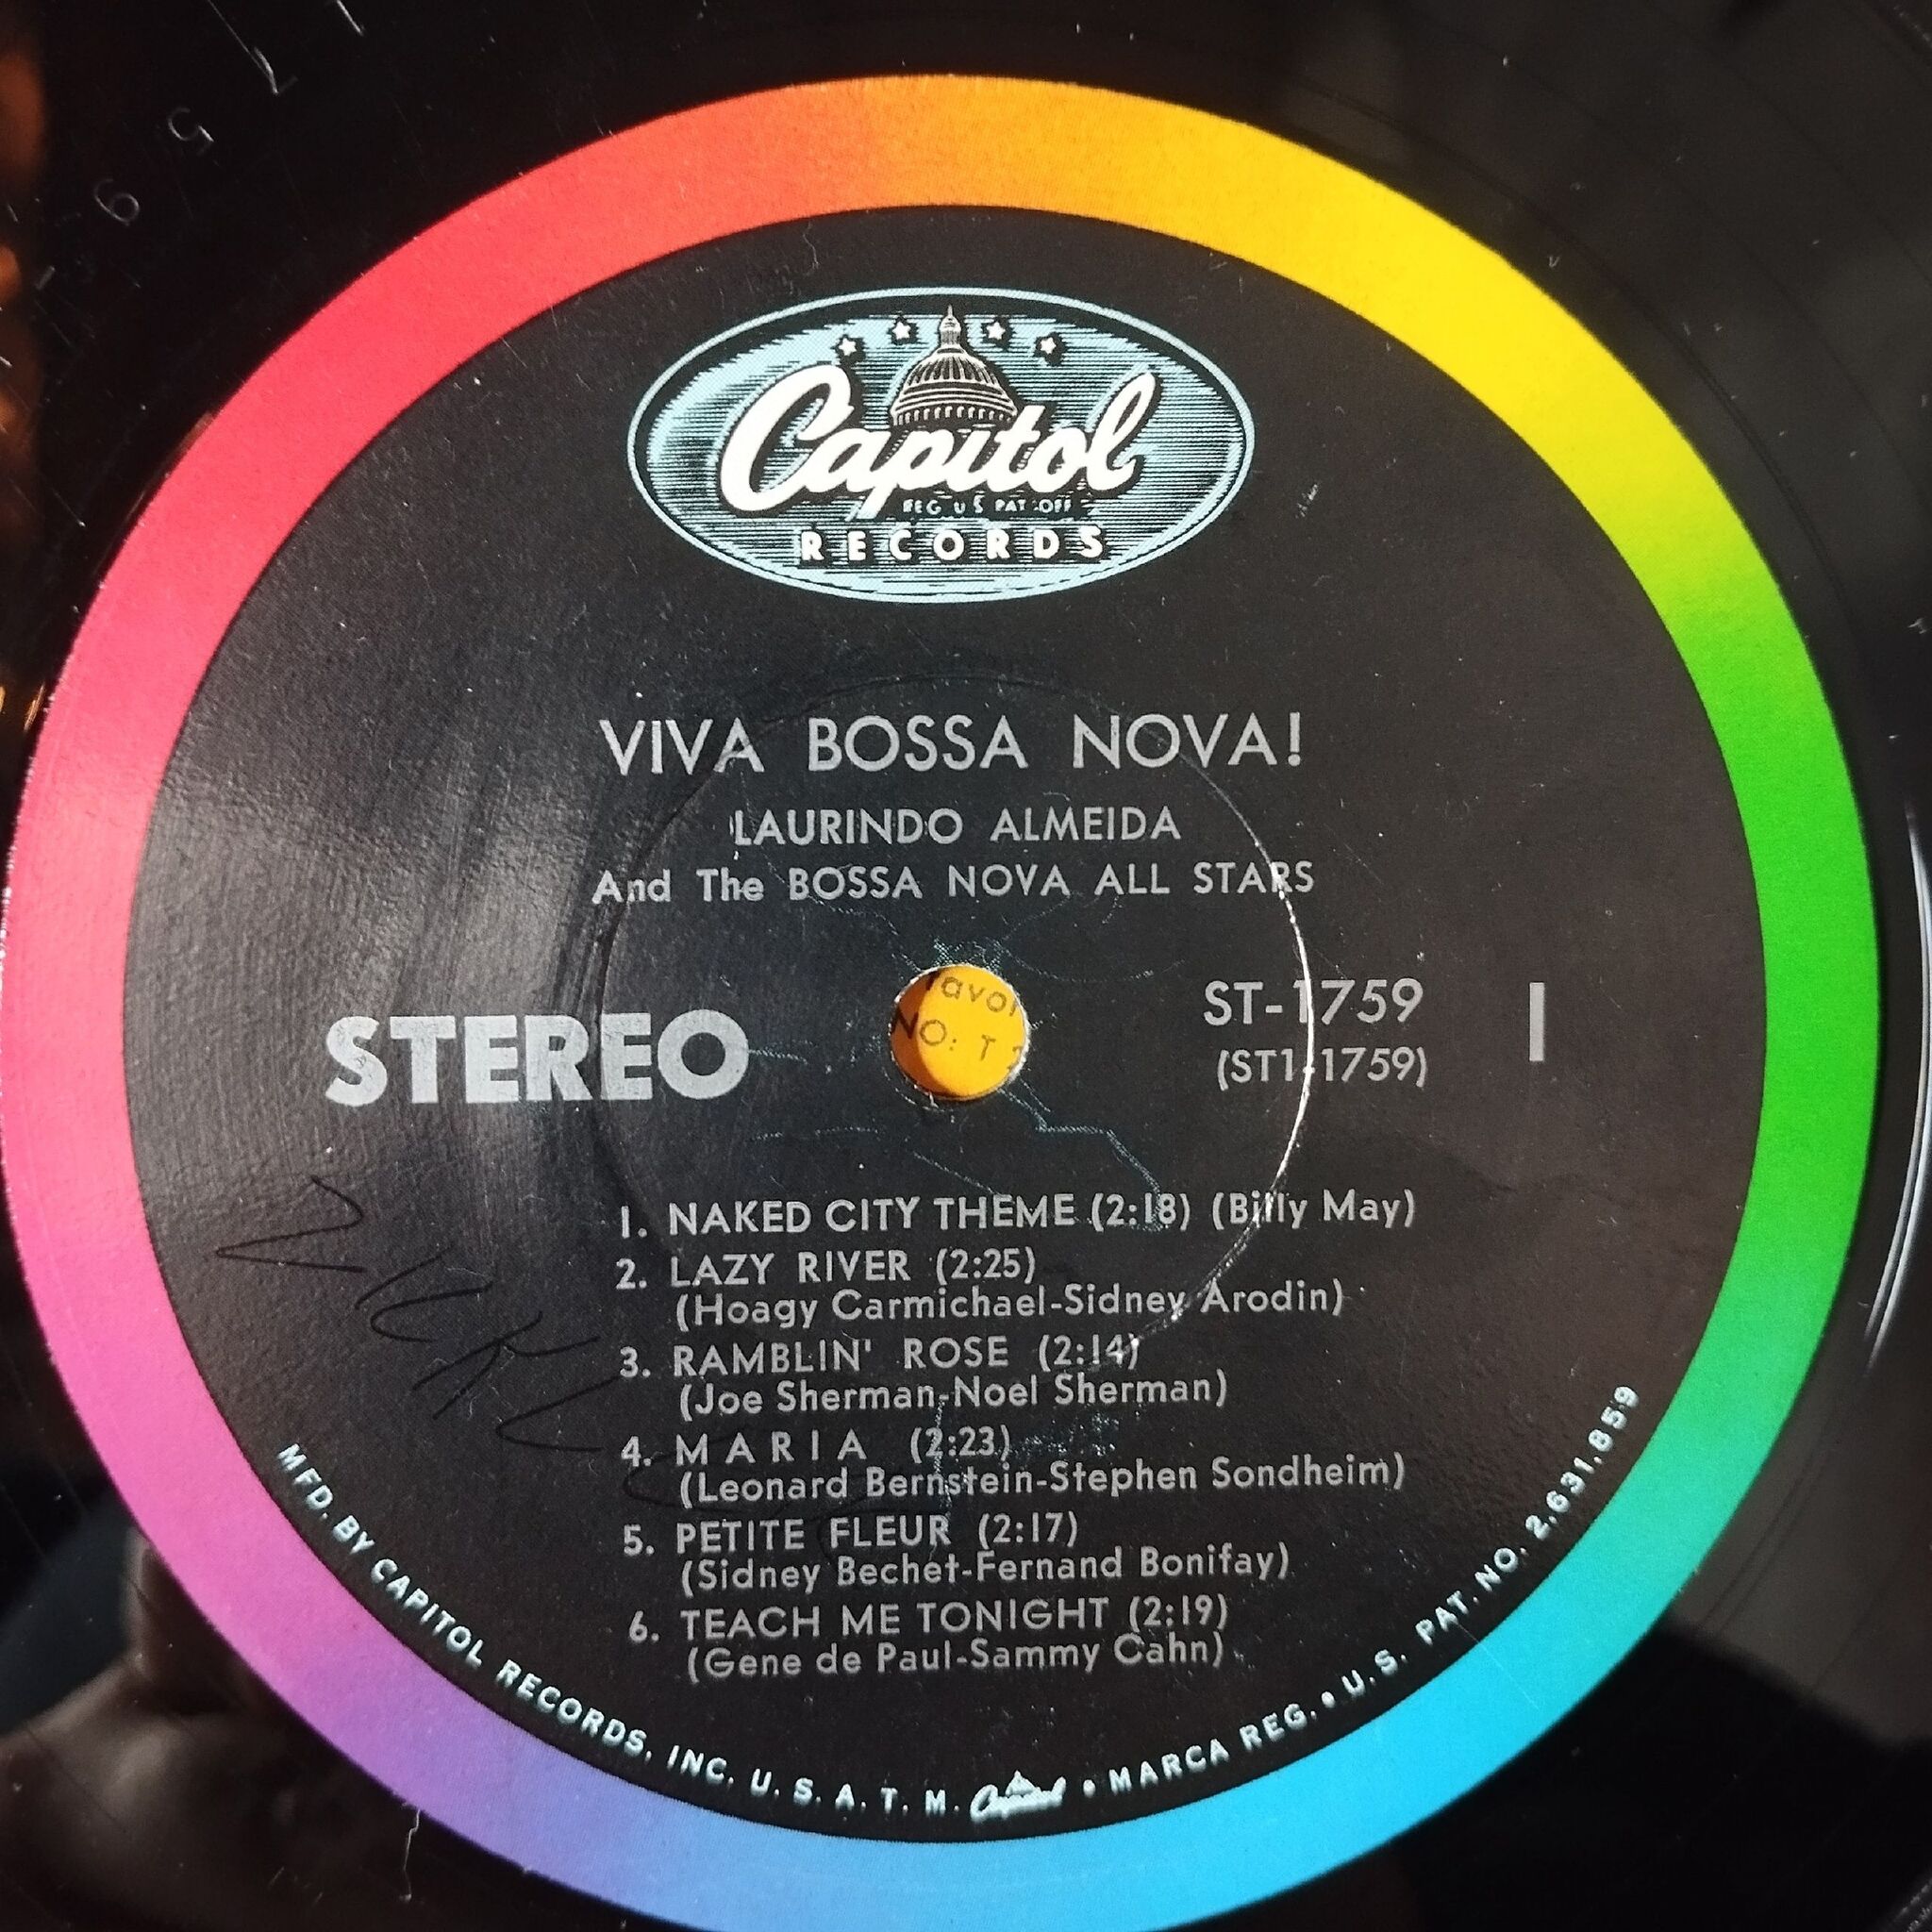 Capitol
REG U S PAT OFF
RECORDS
VIVA BOSSA NOVA!
LAURINDO ALMEIDA
And The BOSSA NOVA ALL STARS
STEREO
ST-1759
(ST1-1759)
I
NO: T
1. NAKED CITY THEME (2:18) (Billy May)
2. LAZY RIVER (2:25)
(Hoagy Carmichael-Sidney Arodin)
3. RAMBLIN' ROSE (2:14)
(Joe Sherman-Noel Sherman)
4. MARIA (2:23)
(Leonard Bernstein-Stephen Sondheim)
5. PETITE FLEUR (2:17)
(Sidney Bechet-Fernand Bonifay)
6. TEACH ME TONIGHT (2:19)
(Gene de Paul-Sammy Cahn)
MFD. BY CAPITOL RECORDS, INC. U. S. A. T. M. Capitol • MARCA REG. • U. S. PAT. NO. 2,631,859